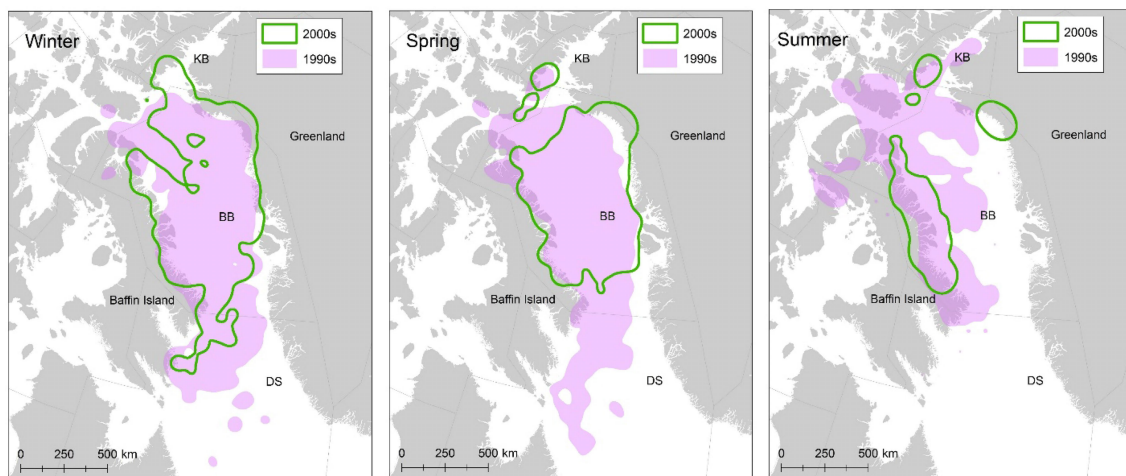 Winter
2000s
1990s
KB
Greenland
BB
Baffin Island
DS
0 250 500 km
Spring
2000s
1990s
KB
Greenland
BB
Baffin Island
DS
0 250 500 km
Summer
2000s
1990s
KB
Greenland
BB
Baffin Island
DS
0 250 500 km